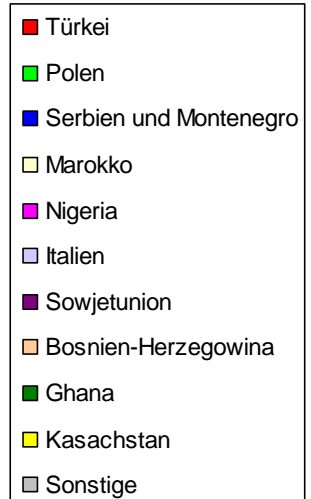 Türkei
Polen
Serbien und Montenegro
Marokko
Nigeria
Italien
Sowjetunion
Bosnien-Herzegowina
Ghana
Kasachstan
Sonstige